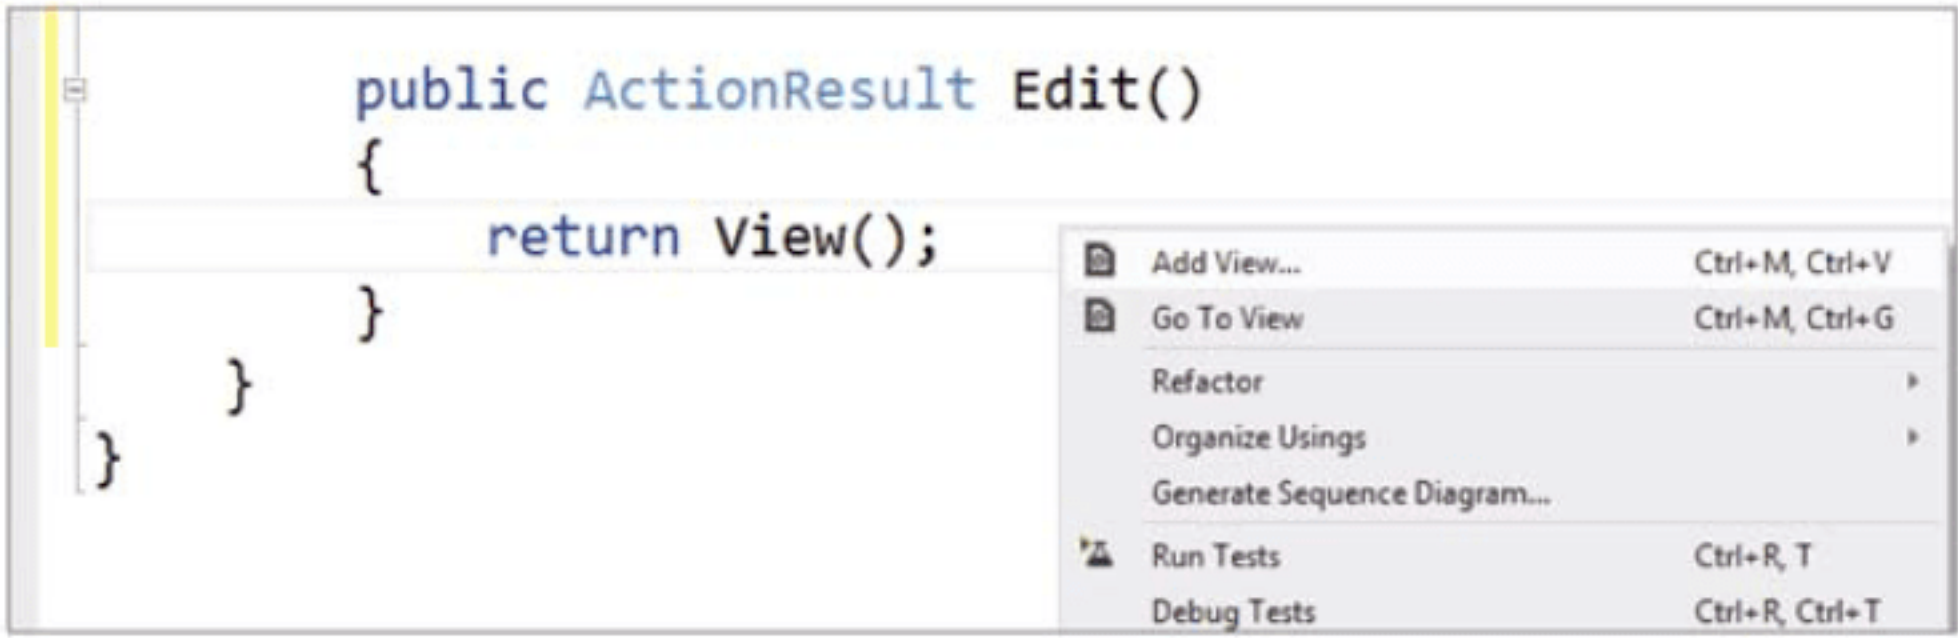 public ActionResult Edit()
{
return View();
}
}
}
Add View... Ctrl+M, Ctrl+V
Go To View Ctrl+M, Ctrl+G
Refactor
Organize Usings
Generate Sequence Diagram...
Run Tests Ctrl+R, T
Debug Tests Ctrl+R, Ctrl+T